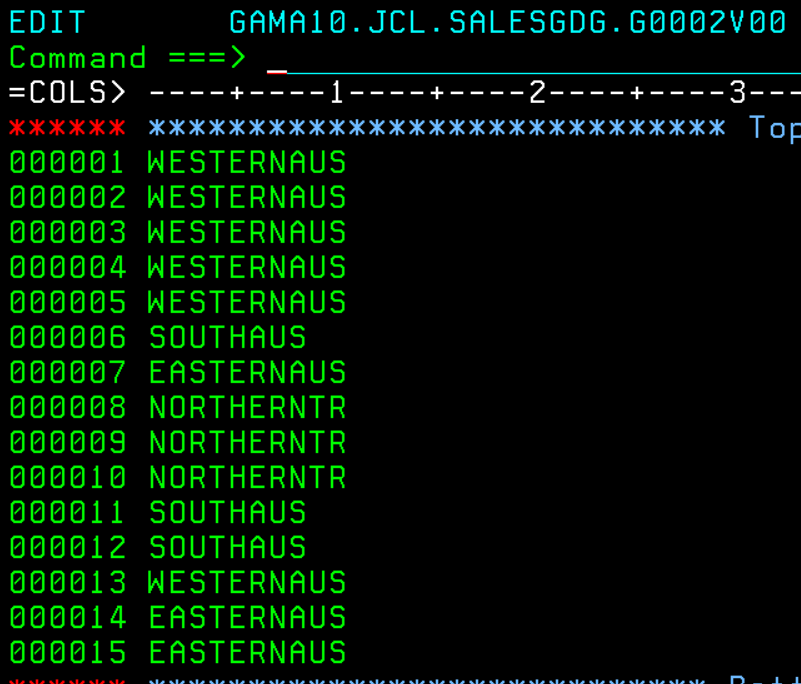 EDIT GAMA10.JCL.SALESGDG.G0002V00
Command ===>
=COLS> ----+----1----+----2----+----3---
****** ***************************** Top
000001 WESTERNAUS
000002 WESTERNAUS
000003 WESTERNAUS
000004 WESTERNAUS
000005 WESTERNAUS
000006 SOUTHAUS
000007 EASTERNAUS
000008 NORTHERNTR
000009 NORTHERNTR
000010 NORTHERNTR
000011 SOUTHAUS
000012 SOUTHAUS
000013 WESTERNAUS
000014 EASTERNAUS
000015 EASTERNAUS
****** ****************************